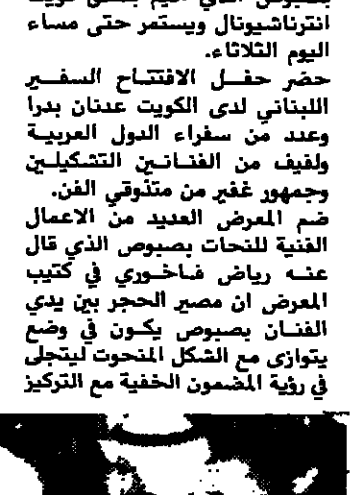 انترناشيونال ويستمر حتى مساء
اليوم الثلاثاء.
حضر حفل الافتتاح السفير
اللبناني لدى الكويت عدنان بدرا
وعدد من سفراء الدول العربية
ولفيف من الفنانين التشكيلين
وجمهور غفير من متذوقي الفن.
ضم المعرض العديد من الاعمال
الفنية للنحات بصبوص الذي قال
عنه رياض فاخوري في كتيب
المعرض ان مصير الحجر بين يدي
الفنان بصبوص يكون في وضع
يتوازى مع الشكل المنحوت ليتجلى
في رؤية المضمون الخفية مع التركيز